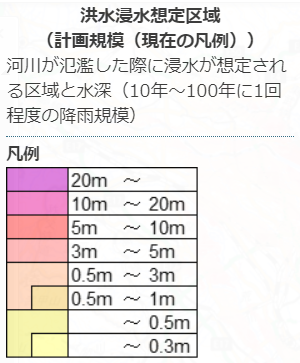 洪水浸水想定区域
（計画規模（現在の凡例））
河川が氾濫した際に浸水が想定され
る区域と水深（10年～100年に1回
程度の降雨規模）
凡例
20m ～
10m ～ 20m
5m ～ 10m
3m ～ 5m
0.5m ～ 3m
0.5m ～ 1m
～ 0.5m
～ 0.3m